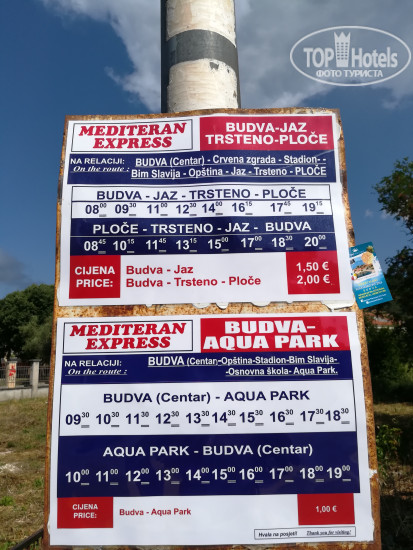 TOPHotels
ФОТО ТУРИСТА
MEDITERAN EXPRESS
BUDVA-JAZ
TRSTENO-PLOČE
NA RELACIJI: BUDVA (Centar) - Crvena zgrada - Stadion-
On the route : Bim Slavija - Opština - Jaz - Trsteno - PLOČE
BUDVA - JAZ - TRSTENO - PLOČE
08⁰⁰ 09³⁰ 11⁰⁰ 12³⁰ 14⁰⁰ 16¹⁵ 17⁴⁵ 19¹⁵
PLOČE - TRSTENO - JAZ - BUDVA
08⁴⁵ 10¹⁵ 11⁴⁵ 13¹⁵ 15⁰⁰ 17⁰⁰ 18³⁰ 20⁰⁰
CIJENA
PRICE:
Budva - Jaz 1,50 €
Budva - Trsteno - Ploče 2,00 €
MEDITERAN EXPRESS
BUDVA-
AQUA PARK
NA RELACIJI: BUDVA (Centar,-Opština-Stadion-Bim Slavija-
On the route : -Osnovna škola- Aqua Park.
BUDVA (Centar) - AQUA PARK
09³⁰ 10³⁰ 11³⁰ 12³⁰ 13³⁰ 14³⁰ 15³⁰ 16³⁰ 17³⁰ 18³⁰
AQUA PARK - BUDVA (Centar)
10⁰⁰ 11⁰⁰ 12⁰⁰ 13⁰⁰ 14⁰⁰ 15⁰⁰ 16⁰⁰ 17⁰⁰ 18⁰⁰ 19⁰⁰
CIJENA
PRICE:
Budva - Aqua Park 1,00 €
Hvala na posjeti! Thank you for visit!